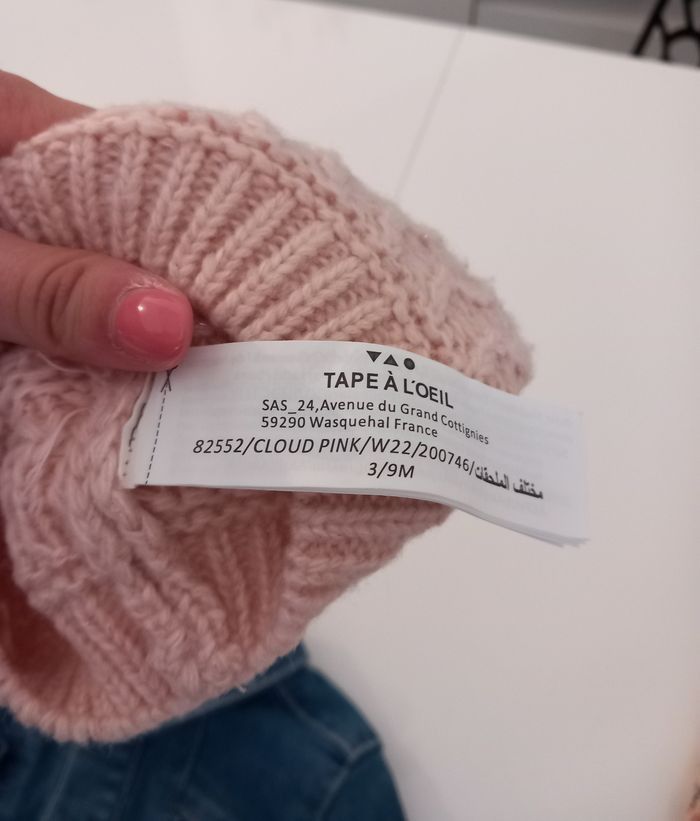 TAPE À L'OEIL
SAS_24,Avenue du Grand Cottignies
59290 Wasquehal France
82552/CLOUD PINK/W22/200746/مختلف الملحقات
3/9M